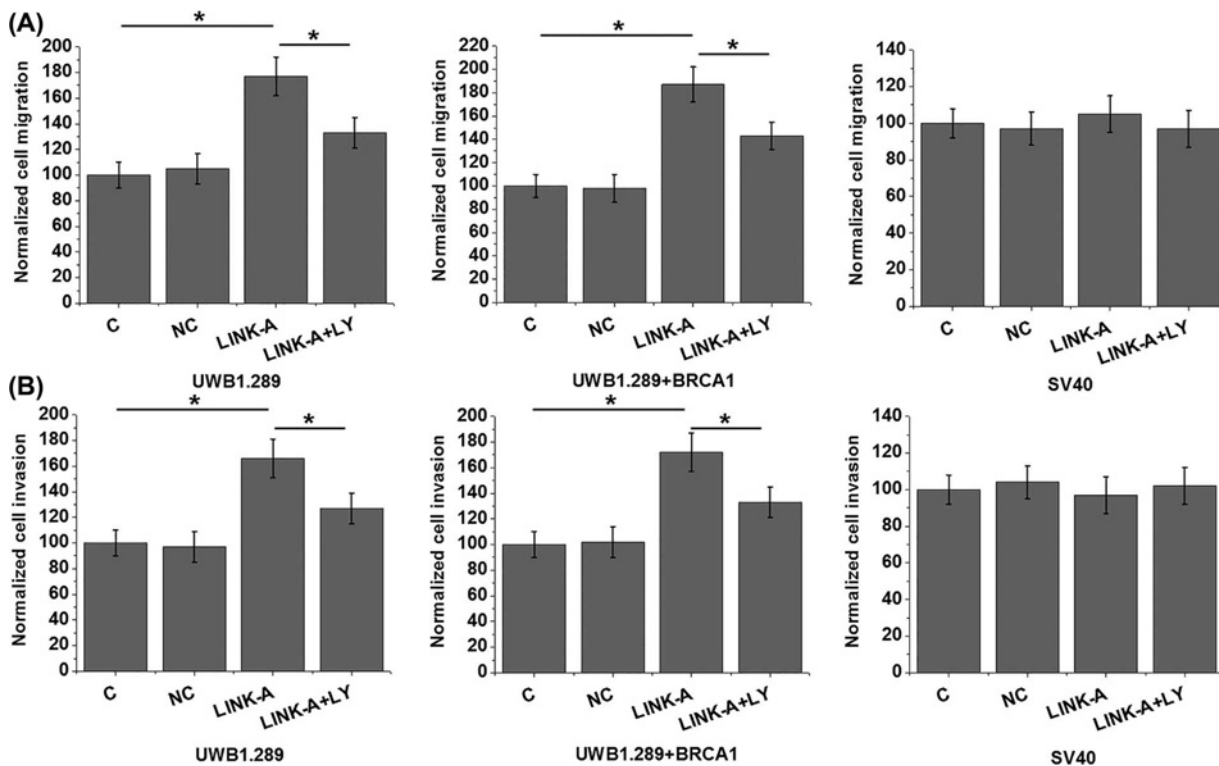 (A)
Normalized cell migration
200
180
160
140
120
100
80
60
40
20
0
*
*
C
NC
LINK-A
LINK-A+LY
UWB1.289
Normalized cell migration
220
200
180
160
140
120
100
80
60
40
20
0
*
*
C
NC
LINK-A
LINK-A+LY
UWB1.289+BRCA1
Normalized cell migration
140
120
100
80
60
40
20
0
C
NC
LINK-A
LINK-A+LY
SV40
(B)
Normalized cell invasion
200
180
160
140
120
100
80
60
40
20
0
*
*
C
NC
LINK-A
LINK-A+LY
UWB1.289
Normalized cell invasion
200
180
160
140
120
100
80
60
40
20
0
*
*
C
NC
LINK-A
LINK-A+LY
UWB1.289+BRCA1
Normalized cell invasion
140
120
100
80
60
40
20
0
C
NC
LINK-A
LINK-A+LY
SV40